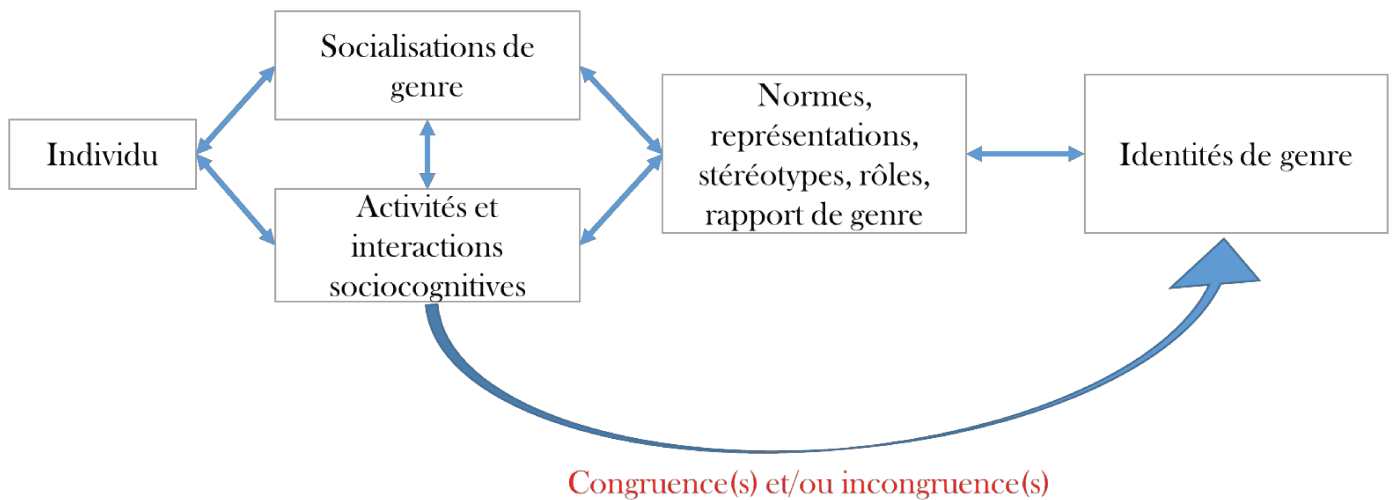 Socialisations de
genre
Individu
Activités et
interactions
sociocognitives
Normes,
représentations,
stéréotypes, rôles,
rapport de genre
Identités de genre
Congruence(s) et/ou incongruence(s)